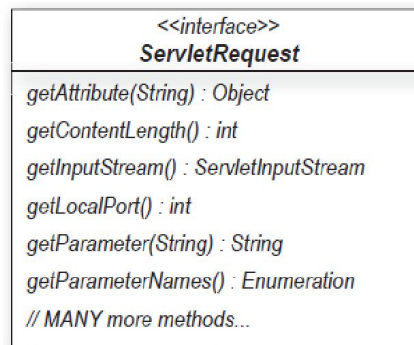 <<interface>>
ServletRequest
getAttribute(String) : Object
getContentLength() : int
getInputStream() : ServletInputStream
getLocalPort() : int
getParameter(String) : String
getParameterNames() : Enumeration
// MANY more methods...